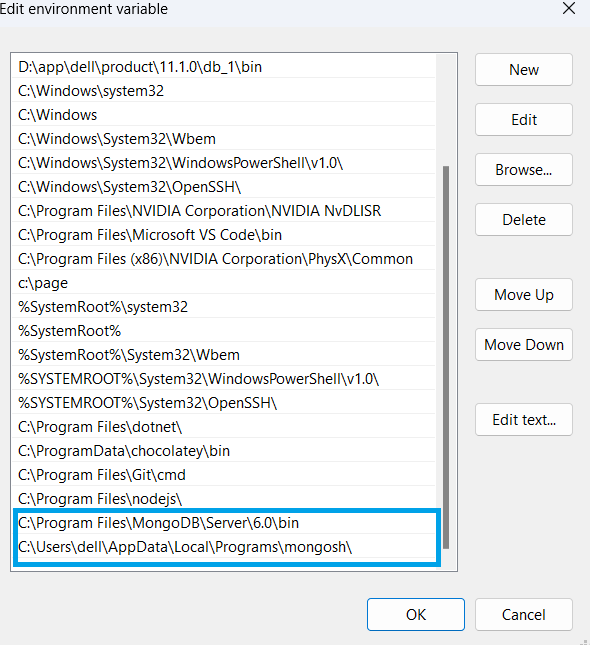 Edit environment variable
D:\app\dell\product\11.1.0\db_1\bin
C:\Windows\system32
C:\Windows
C:\Windows\System32\Wbem
C:\Windows\System32\WindowsPowerShell\v1.0\
C:\Windows\System32\OpenSSH\
C:\Program Files\NVIDIA Corporation\NVIDIA NvDLISR
C:\Program Files\Microsoft VS Code\bin
C:\Program Files (x86)\NVIDIA Corporation\PhysX\Common
c:\page
%SystemRoot%\system32
%SystemRoot%
%SystemRoot%\System32\Wbem
%SYSTEMROOT%\System32\WindowsPowerShell\v1.0\
%SYSTEMROOT%\System32\OpenSSH\
C:\Program Files\dotnet\
C:\ProgramData\chocolatey\bin
C:\Program Files\Git\cmd
C:\Program Files\nodejs\
C:\Program Files\MongoDB\Server\6.0\bin
C:\Users\dell\AppData\Local\Programs\mongosh\
New
Edit
Browse...
Delete
Move Up
Move Down
Edit text...
OK
Cancel